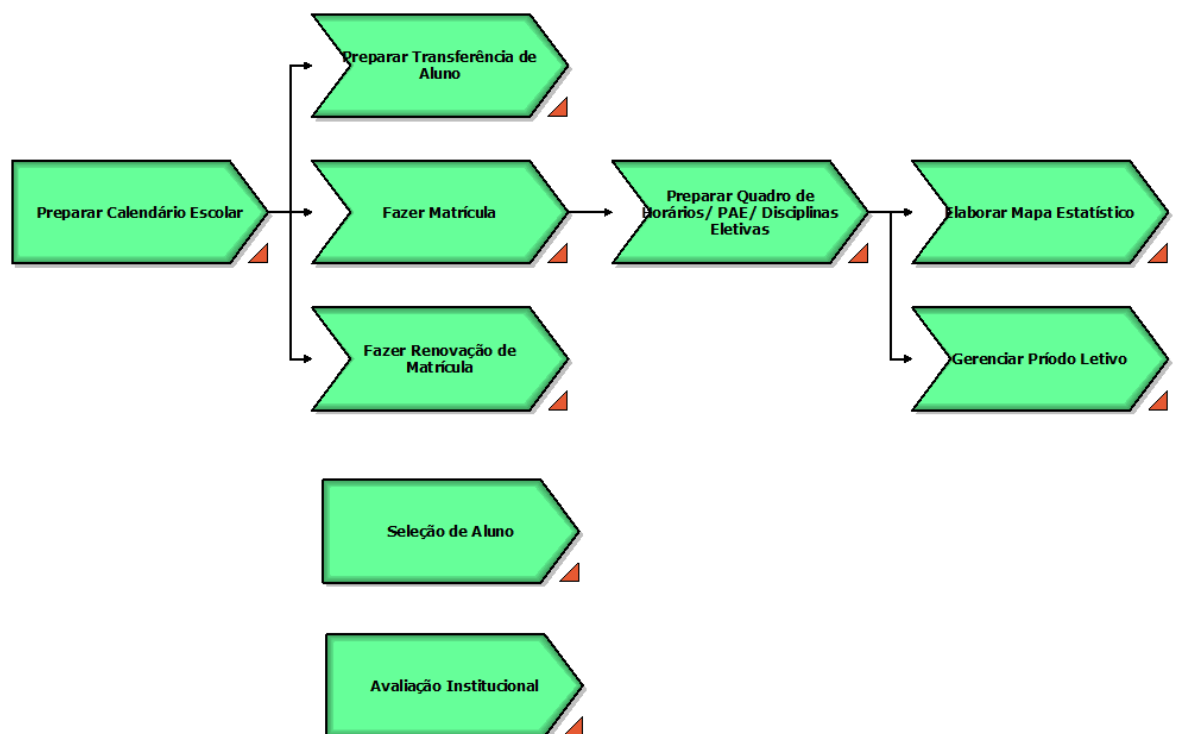 Preparar Transferência de
Aluno
Preparar Calendário Escolar
Fazer Matrícula
Preparar Quadro de
Horários/ PAE/ Disciplinas
Eletivas
Elaborar Mapa Estatístico
Fazer Renovação de
Matrícula
Gerenciar Príodo Letivo
Seleção de Aluno
Avaliação Institucional